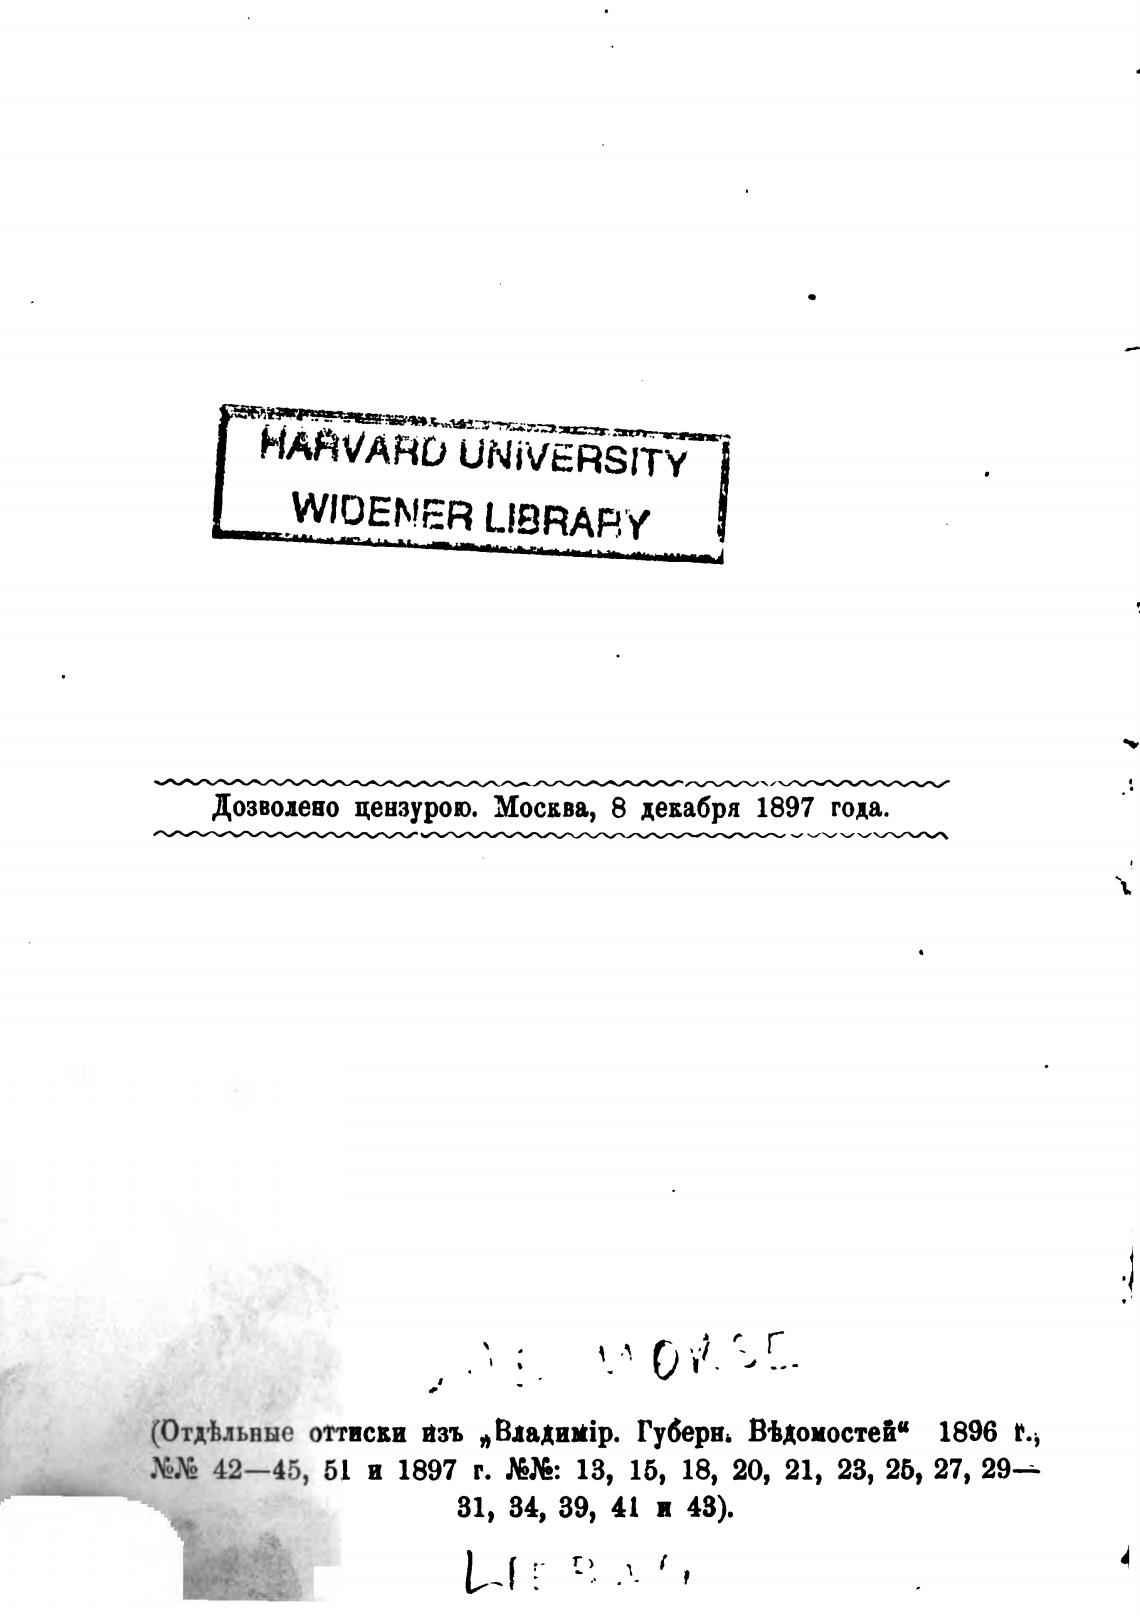 HARVARD UNIVERSITY
WIDENER LIBRARY
Дозволено цензурою. Москва, 8 декабря 1897 года.
(Отдѣльные оттиски изъ „Владимір. Губерн. Вѣдомостей“ 1896 г.,
№№ 42—45, 51 и 1897 г. №№: 13, 15, 18, 20, 21, 23, 25, 27, 29—
31, 34, 39, 41 и 43).